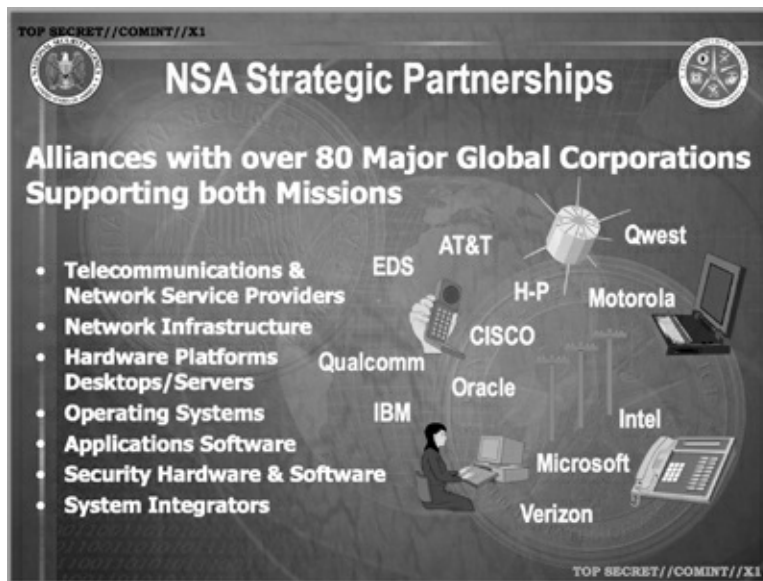 TOP SECRET//COMINT//X1
NSA Strategic Partnerships
Alliances with over 80 Major Global Corporations
Supporting both Missions
• Telecommunications &
Network Service Providers
• Network Infrastructure
• Hardware Platforms
Desktops/Servers
• Operating Systems
• Applications Software
• Security Hardware & Software
• System Integrators
Qwest
AT&T
EDS
H-P
Motorola
CISCO
Qualcomm
Oracle
IBM
Intel
Microsoft
Verizon
TOP SECRET//COMINT//X1